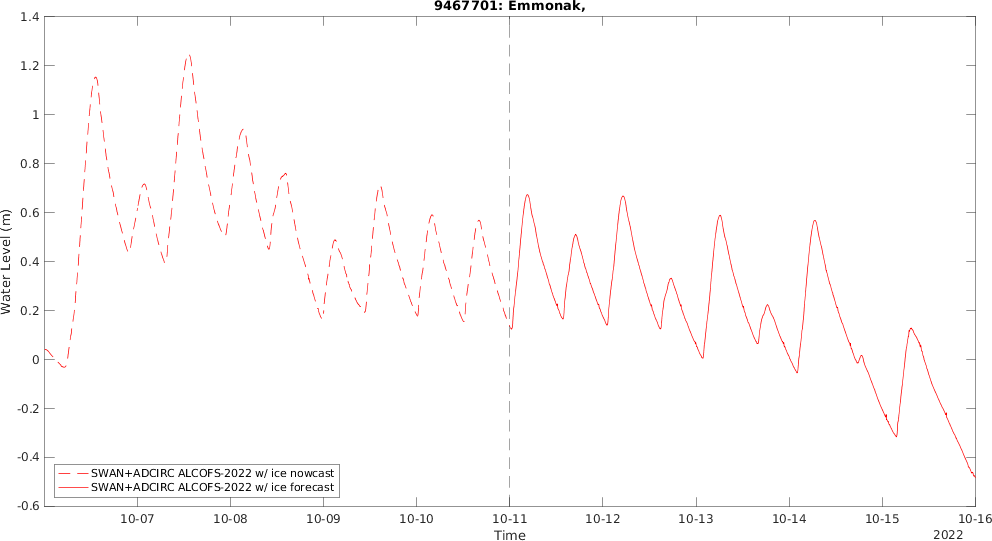 9467701: Emmonak,
Water Level (m)
1.4
1.2
1
0.8
0.6
0.4
0.2
0
-0.2
-0.4
-0.6
SWAN+ADCIRC ALCOFS-2022 w/ ice nowcast
SWAN+ADCIRC ALCOFS-2022 w/ ice forecast
10-07 10-08 10-09 10-10 10-11 10-12 10-13 10-14 10-15 10-16
Time
2022